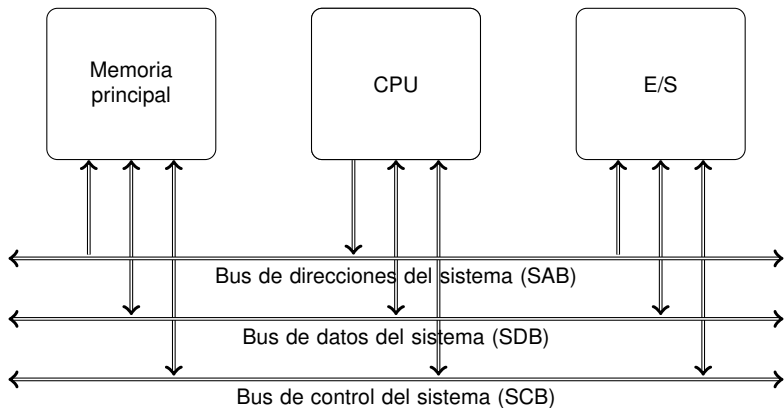 Memoria
principal
CPU
E/S
Bus de direcciones del sistema (SAB)
Bus de datos del sistema (SDB)
Bus de control del sistema (SCB)